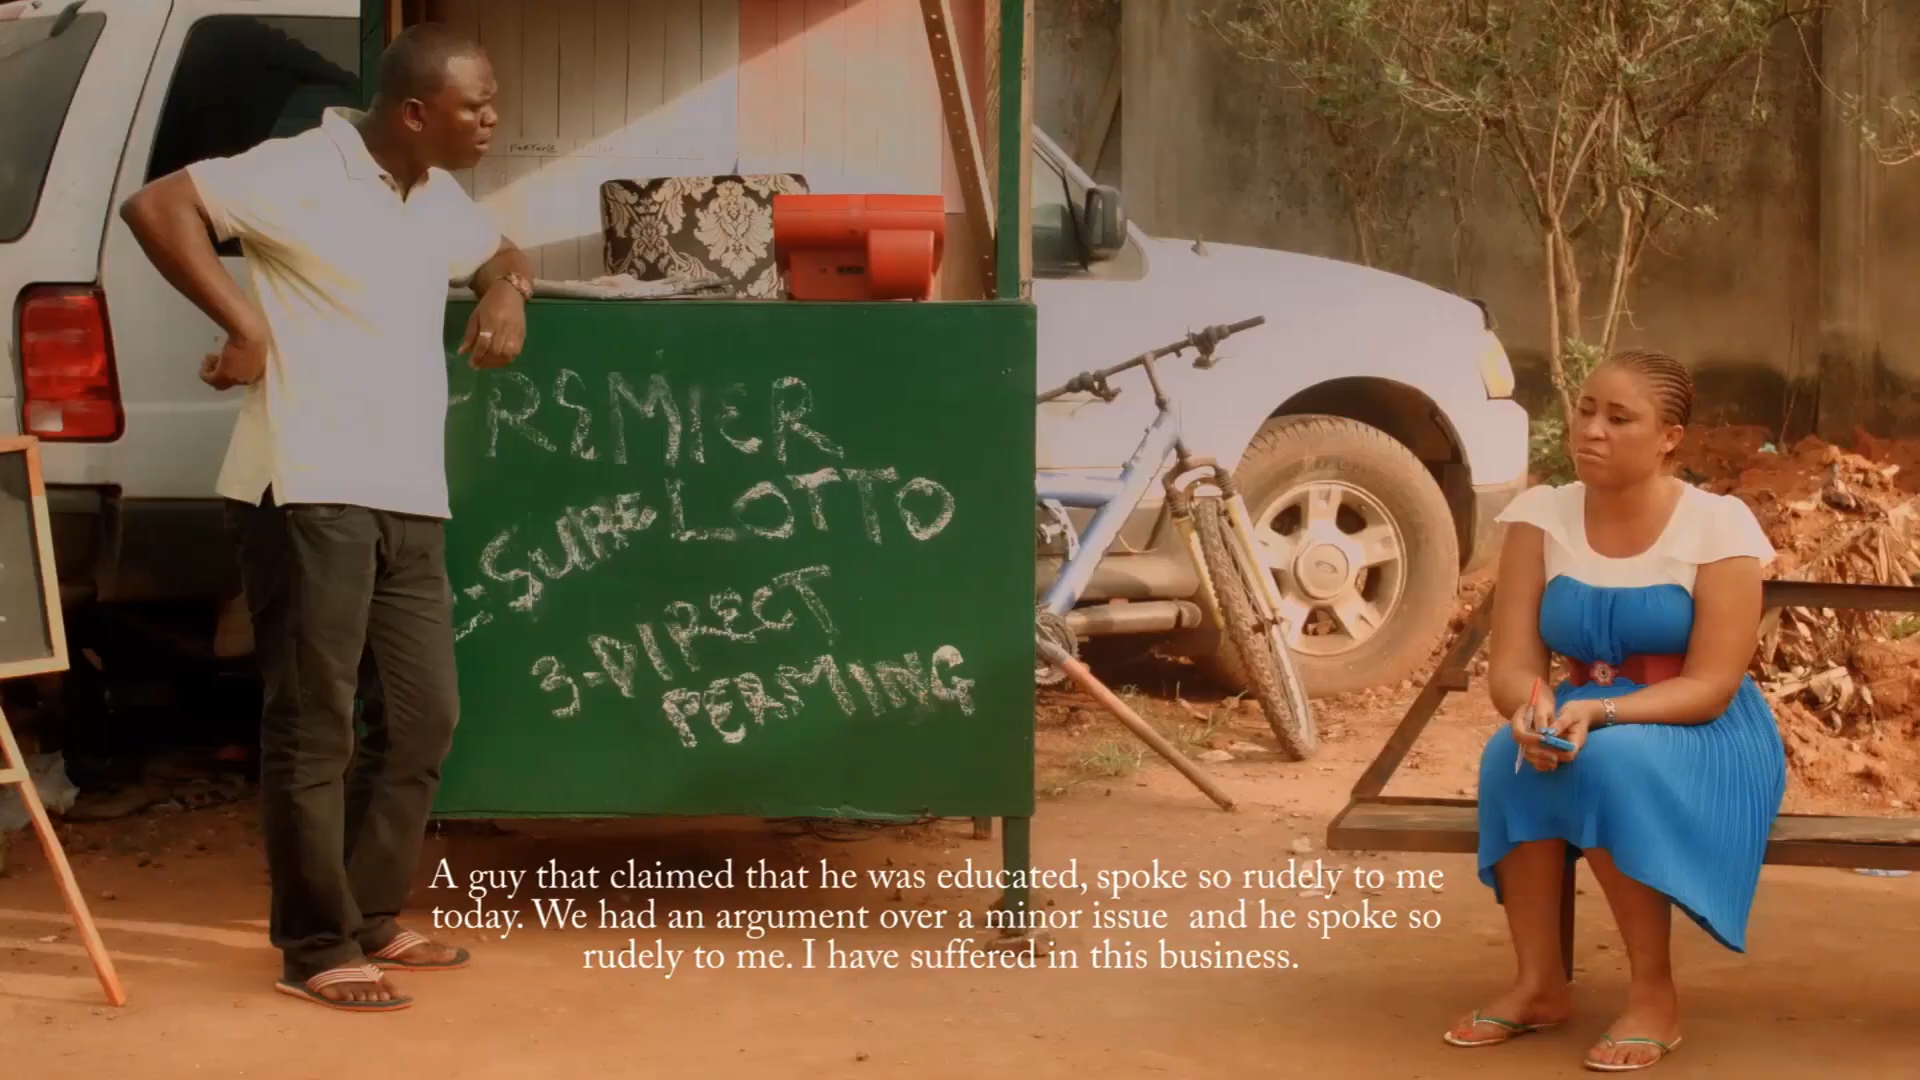 PREMIER
LOTTO
2-SURE
3-DIRECT
PERMING
A guy that claimed that he was educated, spoke so rudely to me
today. We had an argument over a minor issue and he spoke so
rudely to me. I have suffered in this business.